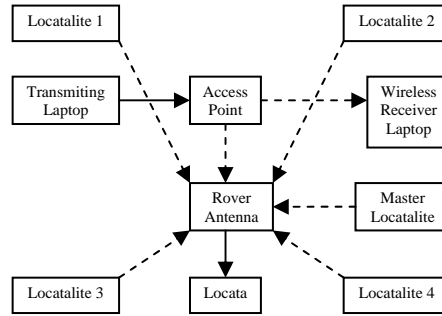 Locatalite 1
Locatalite 2
Transmiting
Laptop
Access
Point
Wireless
Receiver
Laptop
Rover
Antenna
Master
Locatalite
Locatalite 3
Locata
Locatalite 4